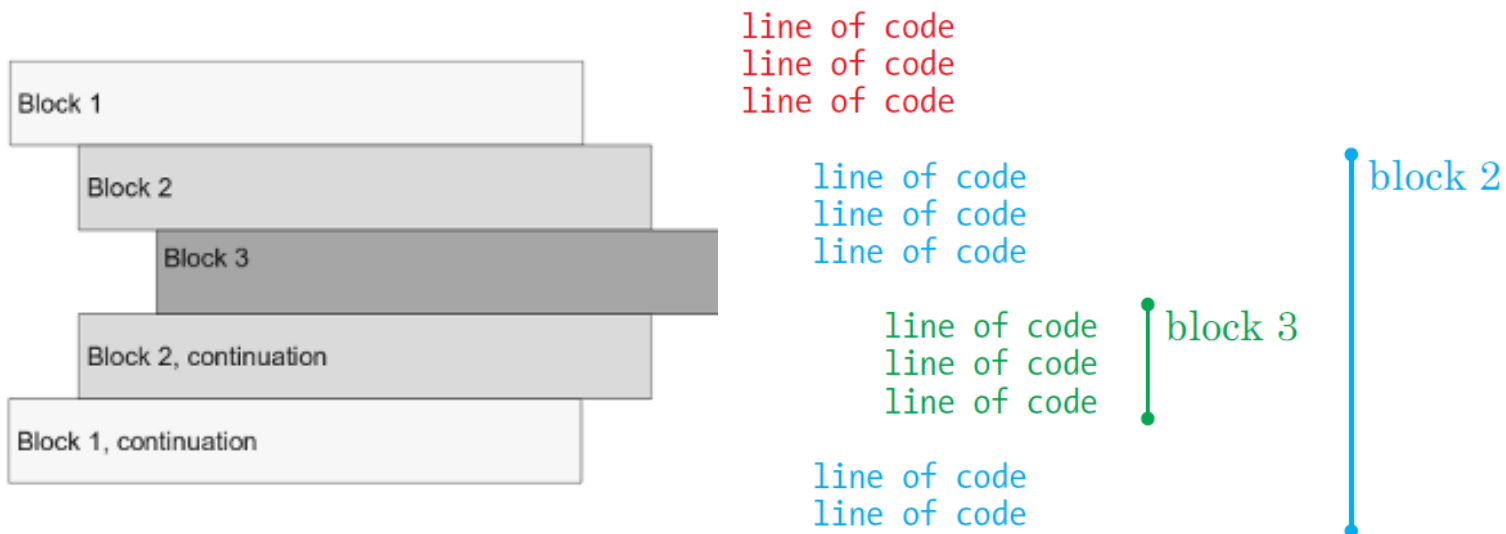 Block 1
Block 2
Block 3
Block 2, continuation
Block 1, continuation
line of code
line of code
line of code
line of code
line of code
line of code
block 2
line of code
line of code
line of code
block 3
line of code
line of code